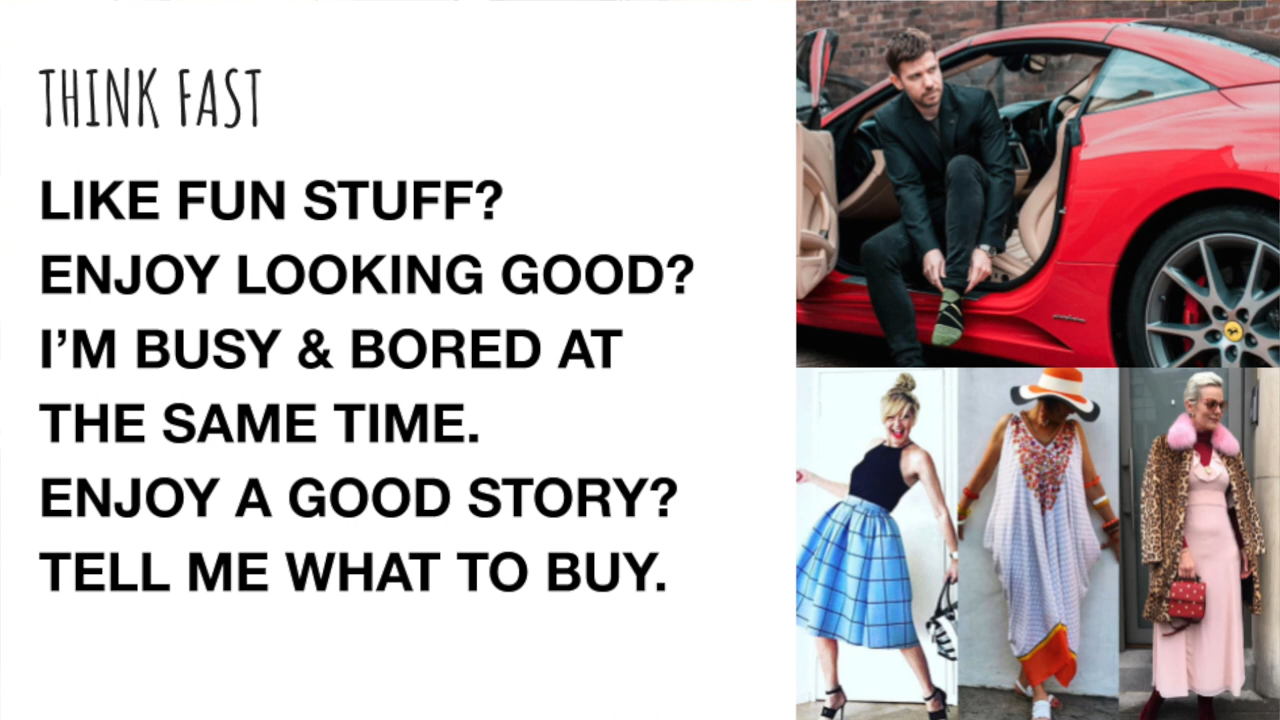 THINK FAST
LIKE FUN STUFF?
ENJOY LOOKING GOOD?
I'M BUSY & BORED AT
THE SAME TIME.
ENJOY A GOOD STORY?
TELL ME WHAT TO BUY.